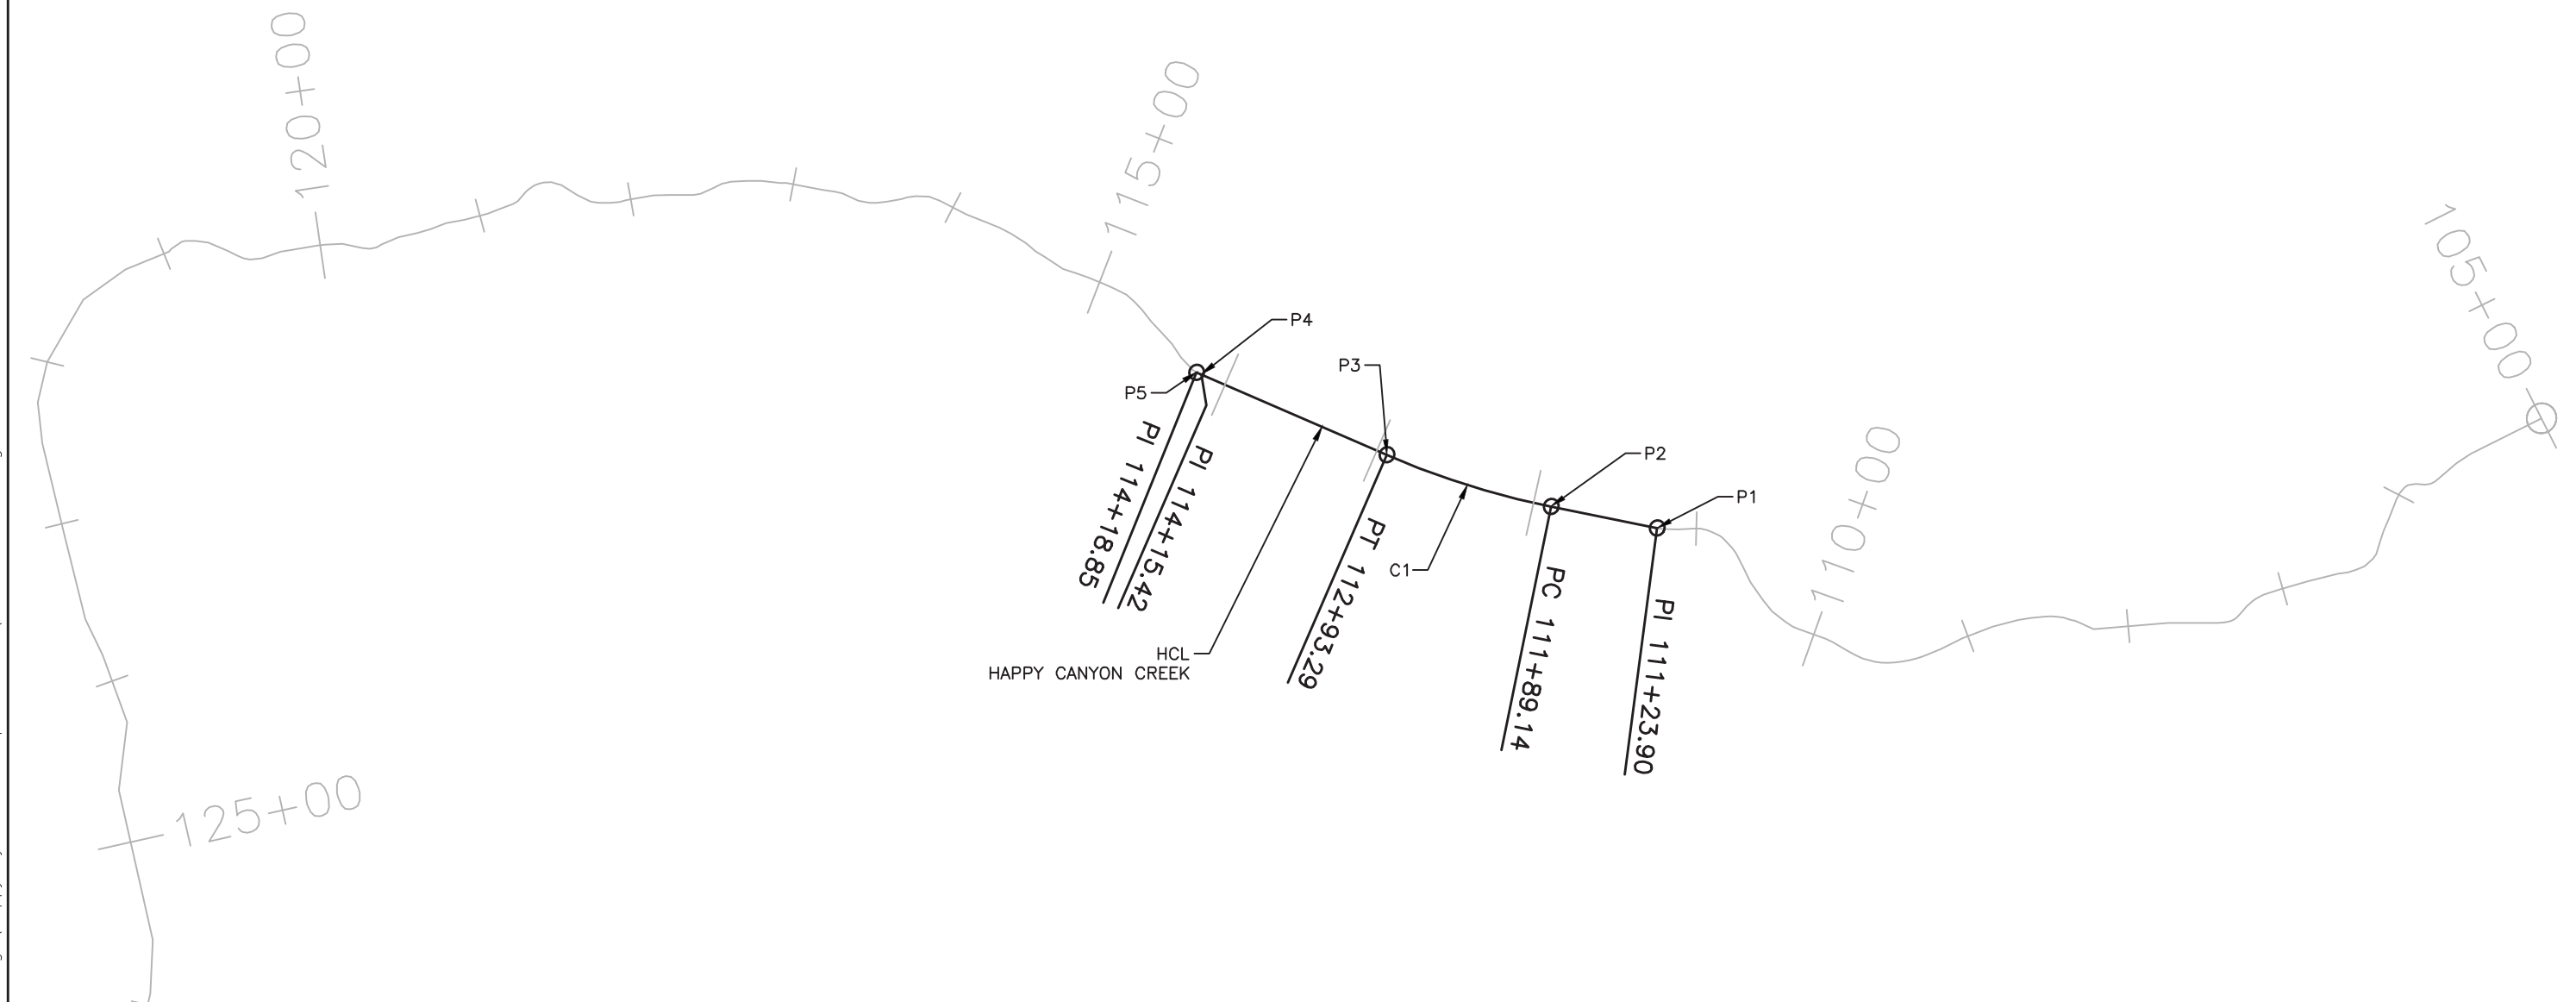 120+00
115+00
105+00
P4
P3
P5
P2
P1
110+00
C1
PI 114+18.85
PI 114+15.42
PT 112+93.29
PC 111+89.14
PI 111+23.90
HCL
HAPPY CANYON CREEK
125+00